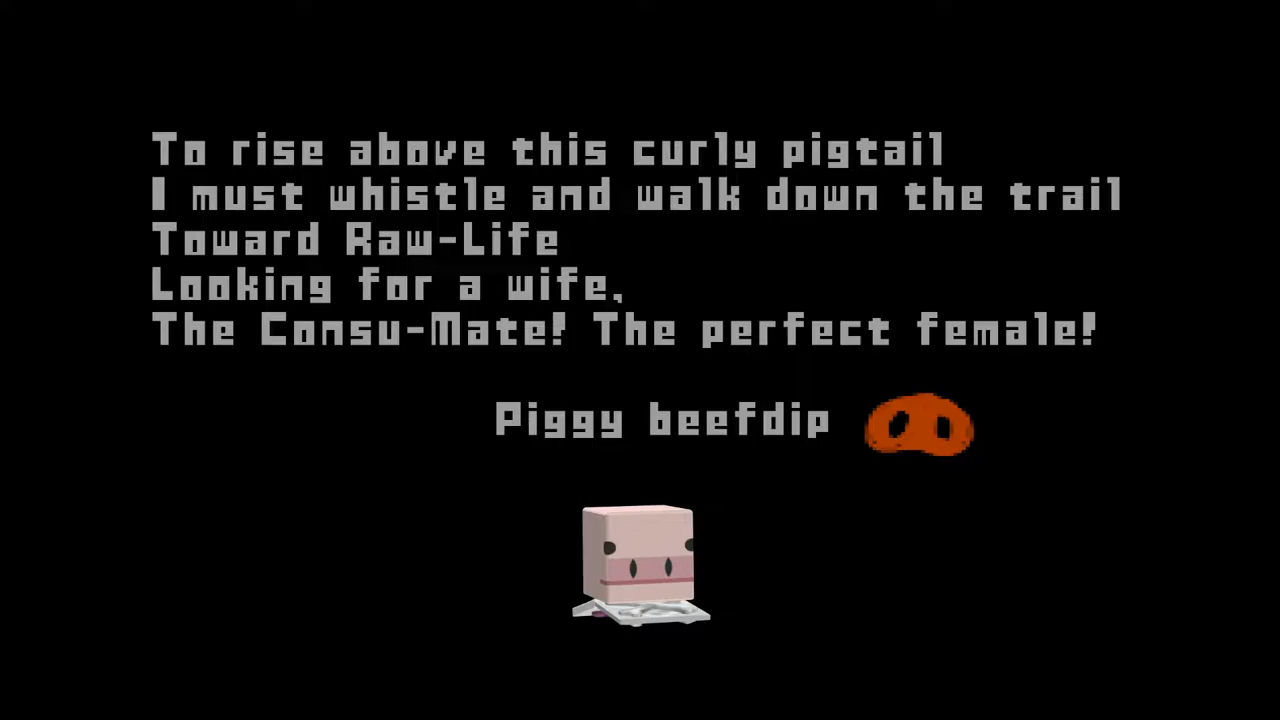 To rise above this curly pigtail
I must whistle and walk down the trail
Toward Raw-Life
Looking for a wife,
The Consu-Mate! The perfect female!
Piggy beefdip